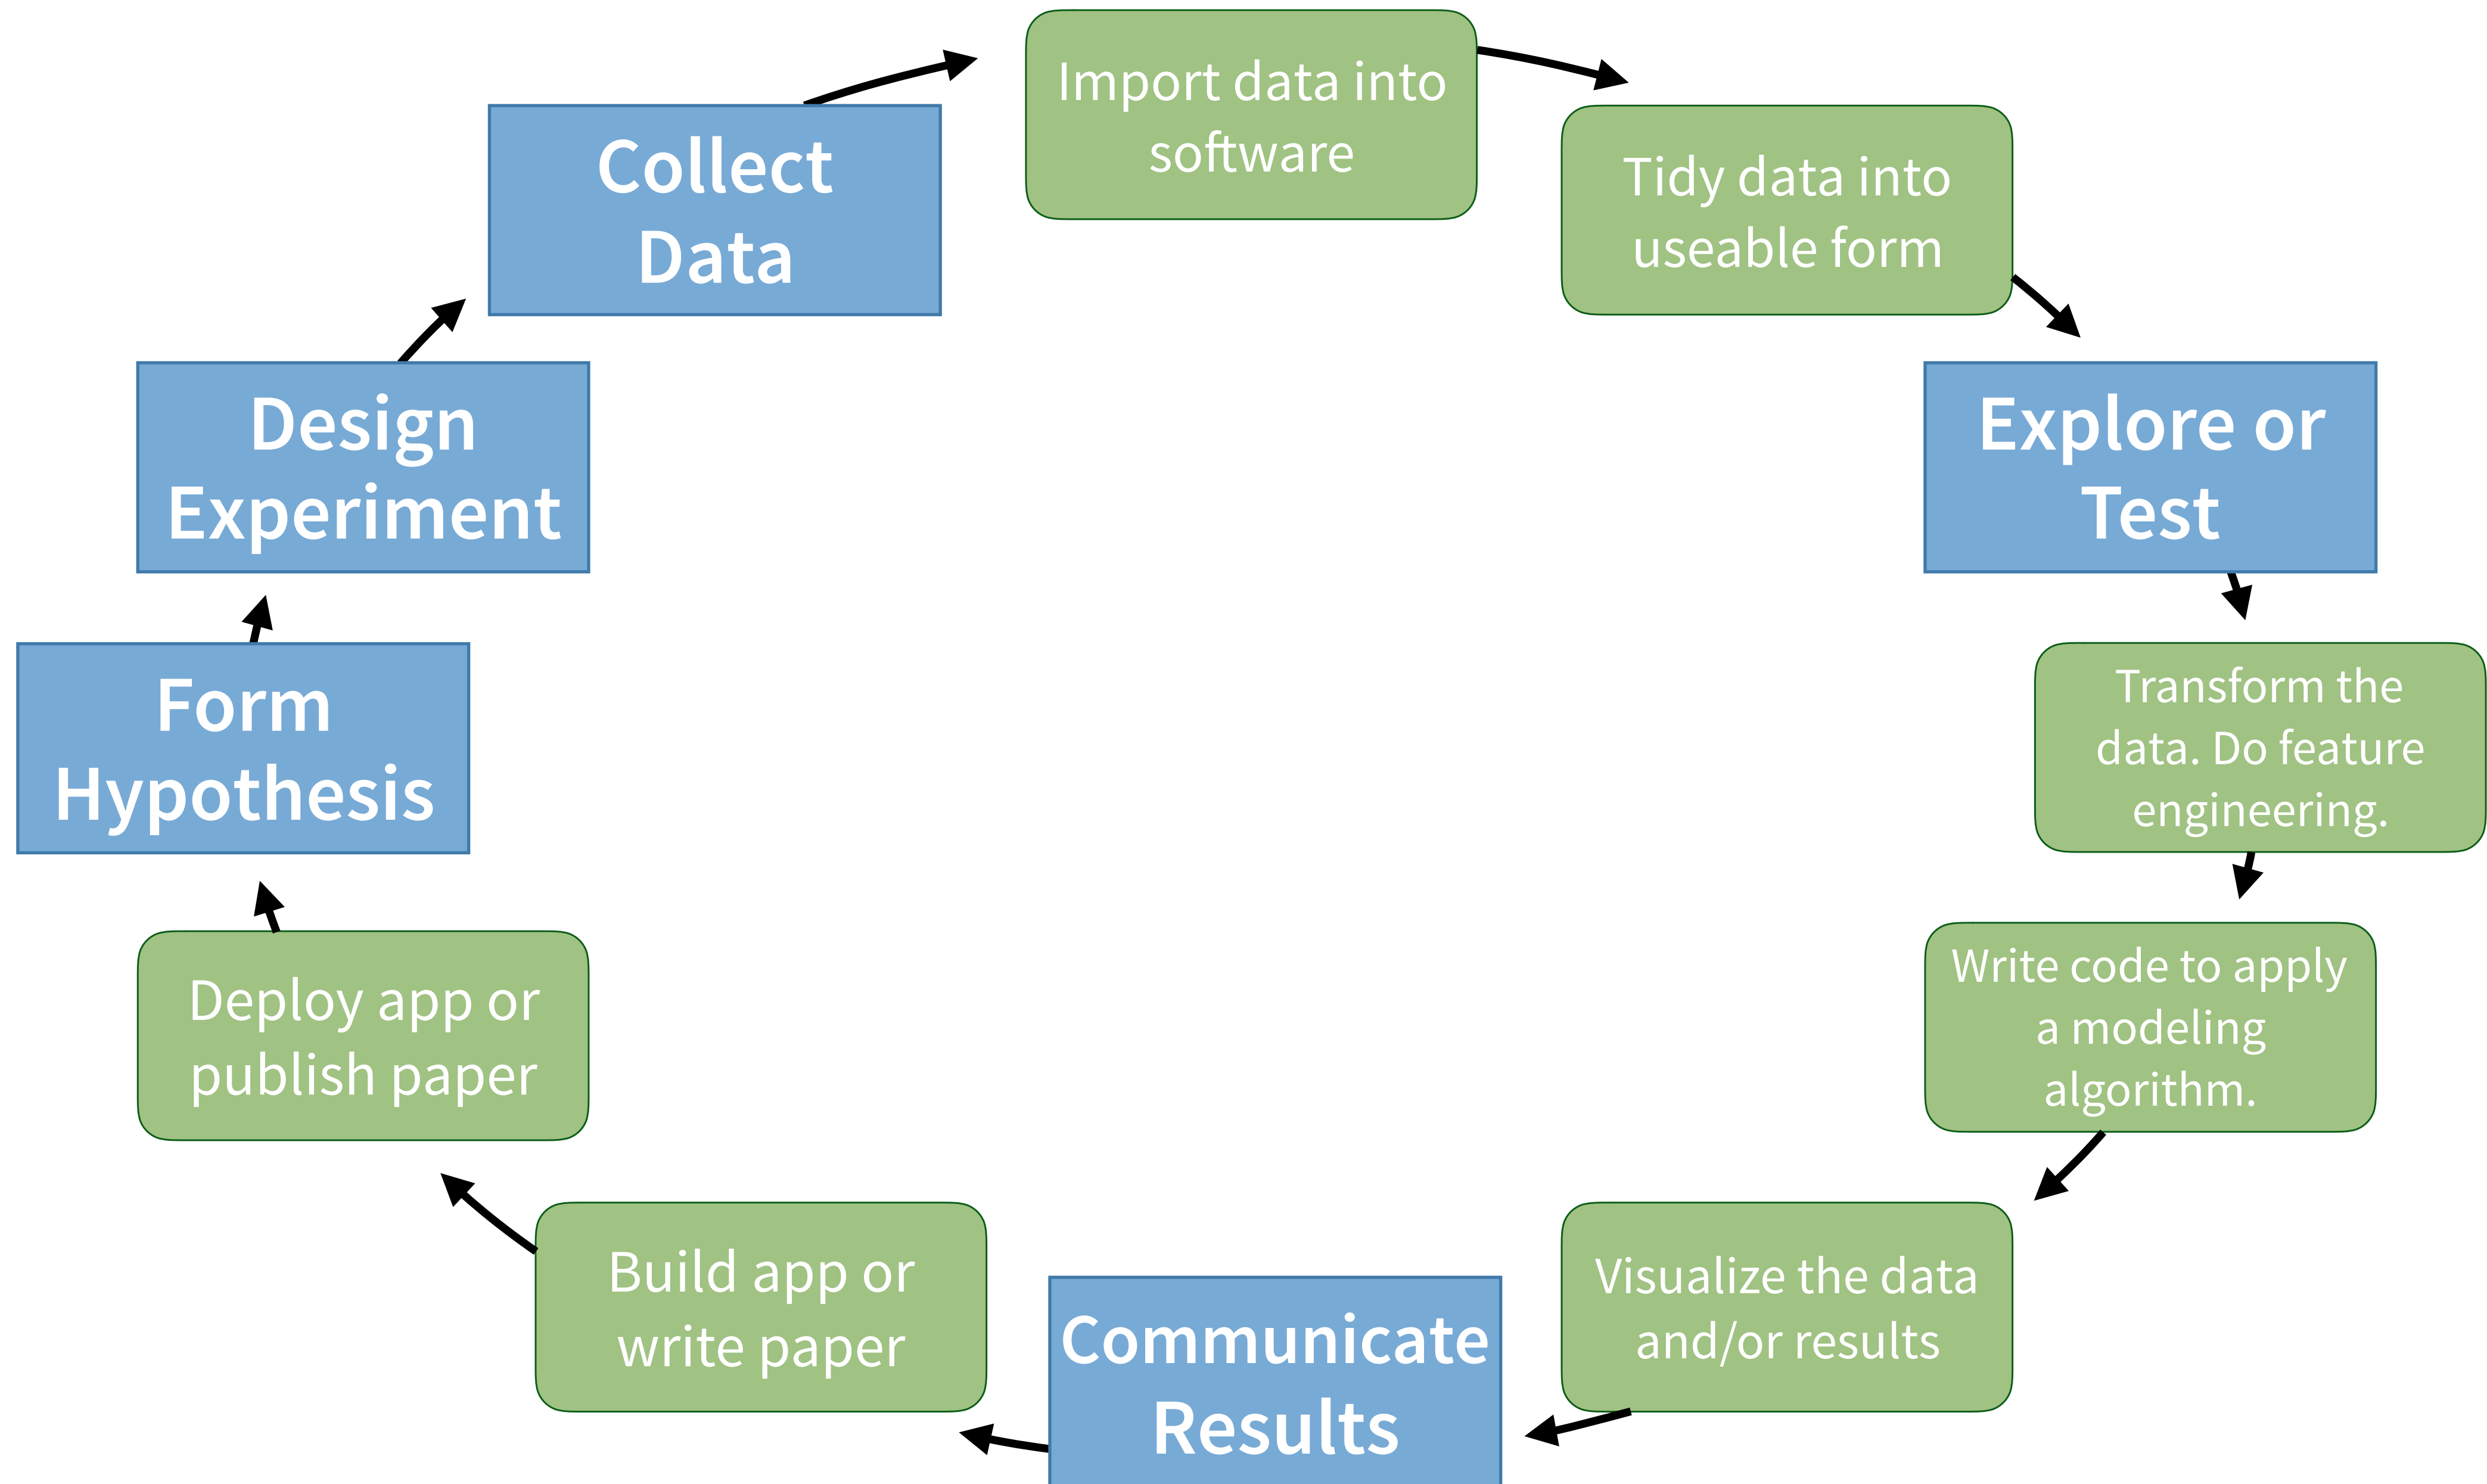 Import data into
software
Collect
Data
Tidy data into
useable form
Design
Experiment
Explore or
Test
Form
Hypothesis
Transform the
data. Do feature
engineering.
Deploy app or
publish paper
Write code to apply
a modeling
algorithm.
Build app or
write paper
Visualize the data
and/or results
Communicate
Results